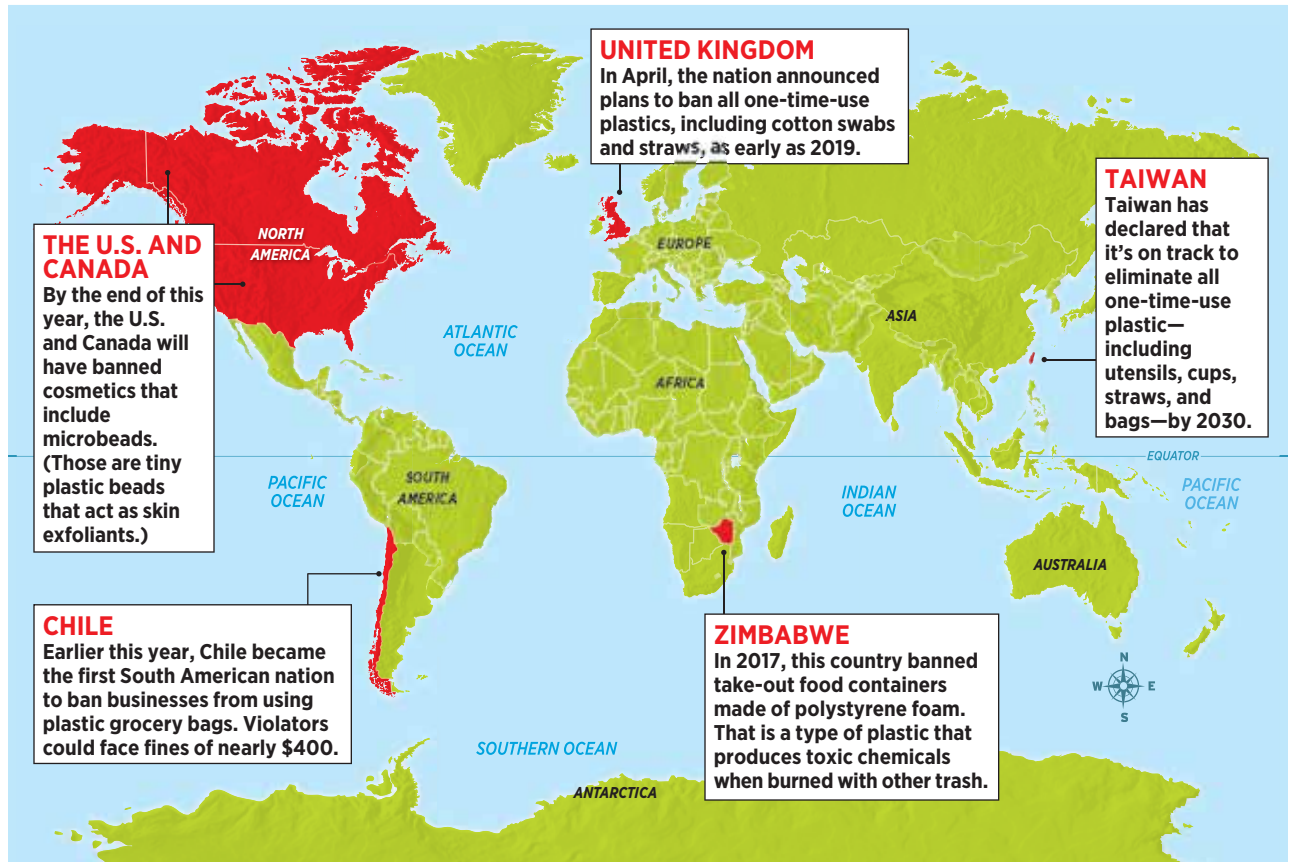 UNITED KINGDOM
In April, the nation announced
plans to ban all one-time-use
plastics, including cotton swabs
and straws, as early as 2019.
TAIWAN
Taiwan has
declared that
it's on track to
eliminate all
one-time-use
plastic—
including
utensils, cups,
straws, and
bags—by 2030.
THE U.S. AND
CANADA
By the end of this
year, the U.S.
and Canada will
have banned
cosmetics that
include
microbeads.
(Those are tiny
plastic beads
that act as skin
exfoliants.)
NORTH
AMERICA
EUROPE
ASIA
ATLANTIC
OCEAN
AFRICA
EQUATOR
PACIFIC
OCEAN
SOUTH
AMERICA
INDIAN
OCEAN
PACIFIC
OCEAN
AUSTRALIA
CHILE
Earlier this year, Chile became
the first South American nation
to ban businesses from using
plastic grocery bags. Violators
could face fines of nearly $400.
ZIMBABWE
In 2017, this country banned
take-out food containers
made of polystyrene foam.
That is a type of plastic that
produces toxic chemicals
when burned with other trash.
N
W E
S
SOUTHERN OCEAN
ANTARCTICA